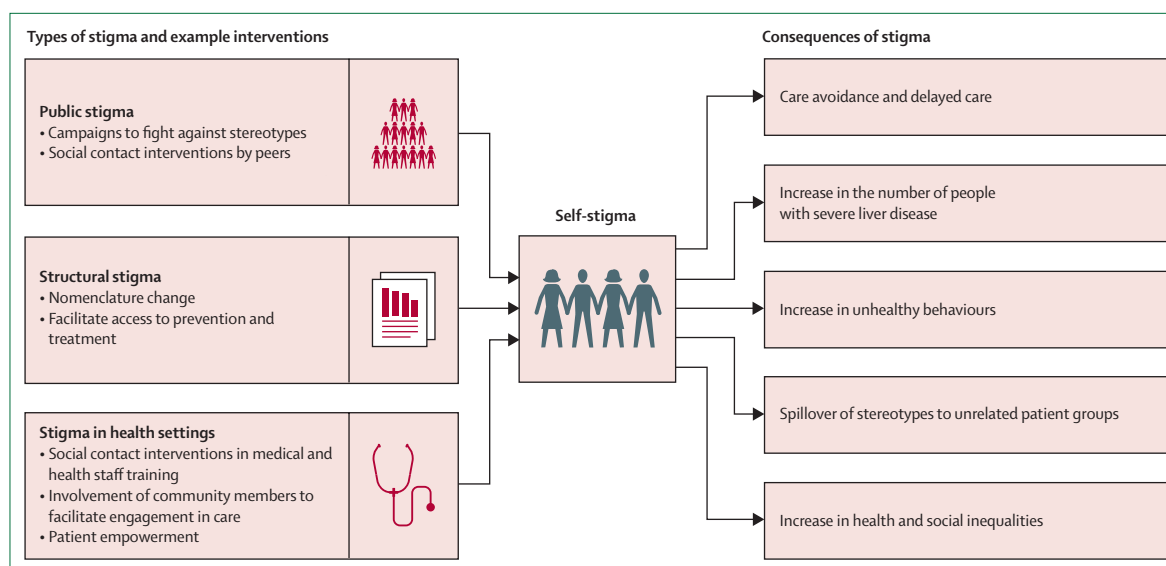 Types of stigma and example interventions
Public stigma
• Campaigns to fight against stereotypes
• Social contact interventions by peers
Structural stigma
• Nomenclature change
• Facilitate access to prevention and
treatment
Stigma in health settings
• Social contact interventions in medical and
health staff training
• Involvement of community members to
facilitate engagement in care
• Patient empowerment
Self-stigma
Consequences of stigma
Care avoidance and delayed care
Increase in the number of people
with severe liver disease
Increase in unhealthy behaviours
Spillover of stereotypes to unrelated patient groups
Increase in health and social inequalities